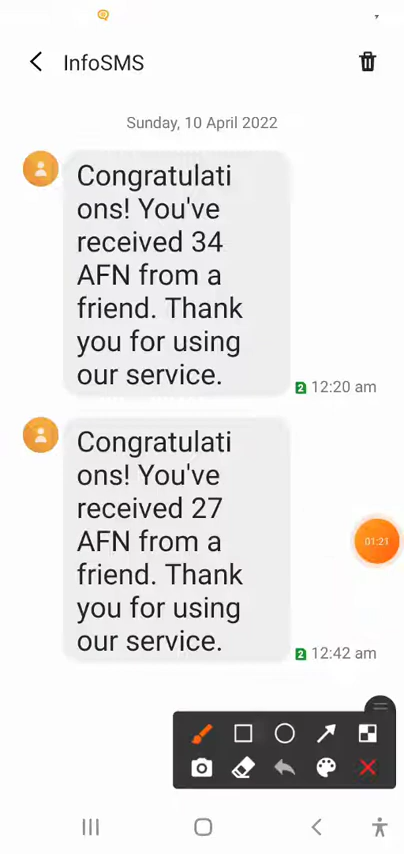 InfoSMS
Sunday, 10 April 2022
Congratulati
ons! You've
received 34
AFN from a
friend. Thank
you for using
our service.
2 12:20 am
Congratulati
ons! You've
received 27
AFN from a
friend. Thank
you for using
our service.
01:21
2 12:42 am